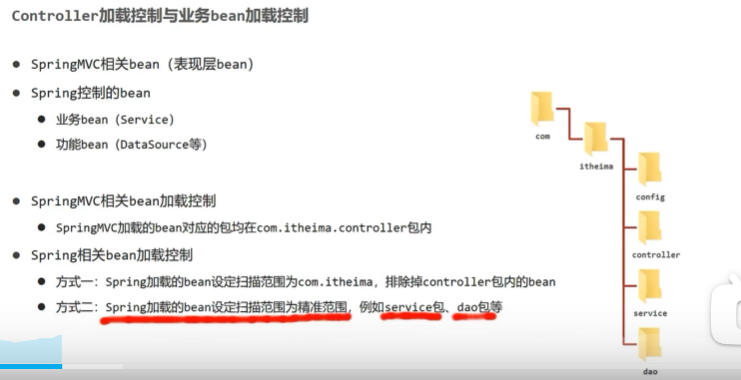 Controller加载控制与业务bean加载控制
SpringMVC相关bean（表现层bean）
Spring控制的bean
业务bean（Service）
功能bean（DataSource等）
SpringMVC相关bean加载控制
SpringMVC加载的bean对应的包均在com.itheima.controller包内
Spring相关bean加载控制
方式一：Spring加载的bean设定扫描范围为com.itheima，排除掉controller包内的bean
方式二：Spring加载的bean设定扫描范围为精准范围，例如service包、dao包等
com
itheima
config
controller
service
dao